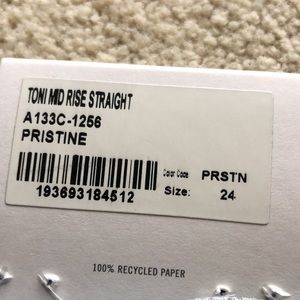 TONI MID RISE STRAIGHT
A133C-1256
PRISTINE
Color Code PRSTN
Size: 24
193693184512
100% RECYCLED PAPER